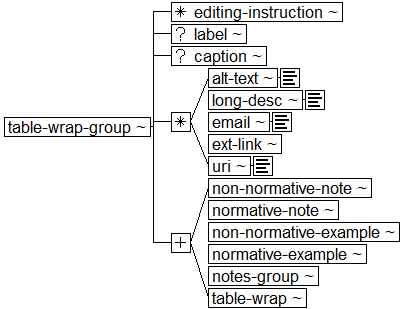 * editing-instruction ~
? label ~
? caption ~
alt-text ~
long-desc ~
table-wrap-group ~
*
email ~
ext-link ~
uri ~
non-normative-note ~
normative-note ~
non-normative-example ~
+
normative-example ~
notes-group ~
table-wrap ~